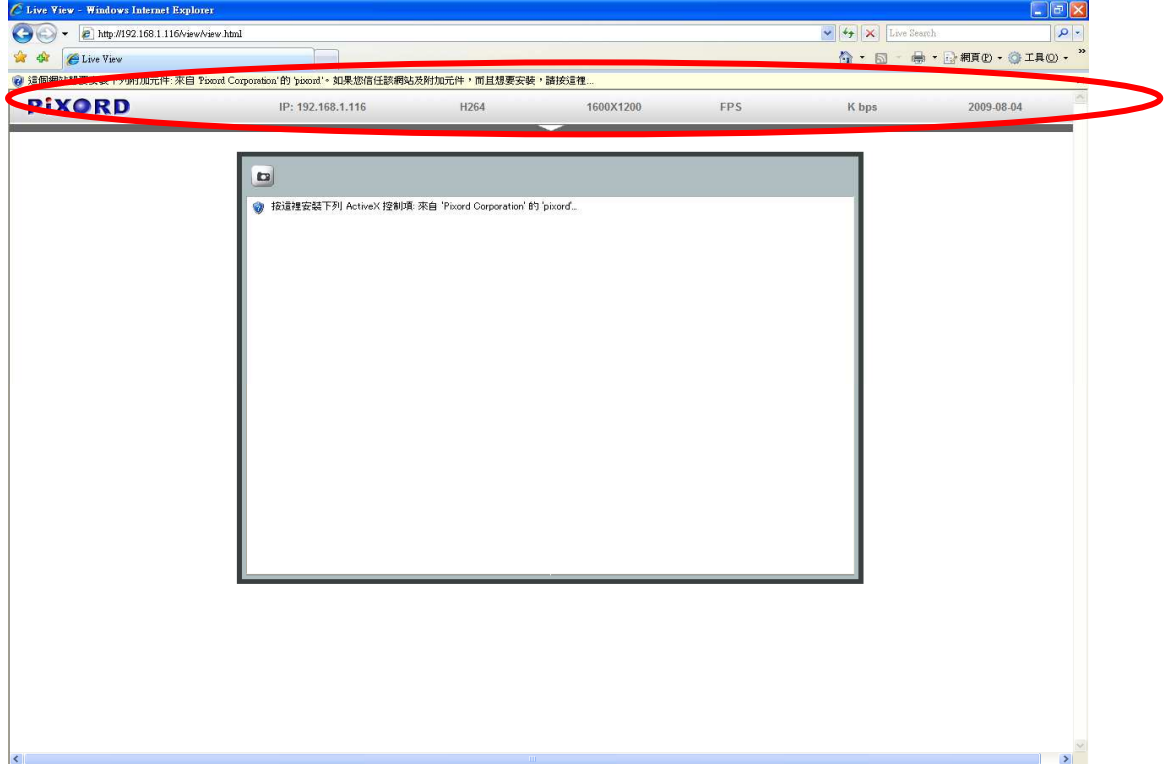 Live View - Windows Internet Explorer
http://192.168.1.116/view/view.html
Live Search
Live View
網頁(P)
工具(O)
這個網站想要安裝下列附加元件: 來自 'Pixord Corporation' 的 'pixord'。如果您信任該網站及附加元件，而且想要安裝，請按這裡...
PiXORD IP: 192.168.1.116 H264 1600X1200 FPS K bps 2009-08-04
按這裡安裝下列 ActiveX 控制項: 來自 'Pixord Corporation' 的 'pixord'...